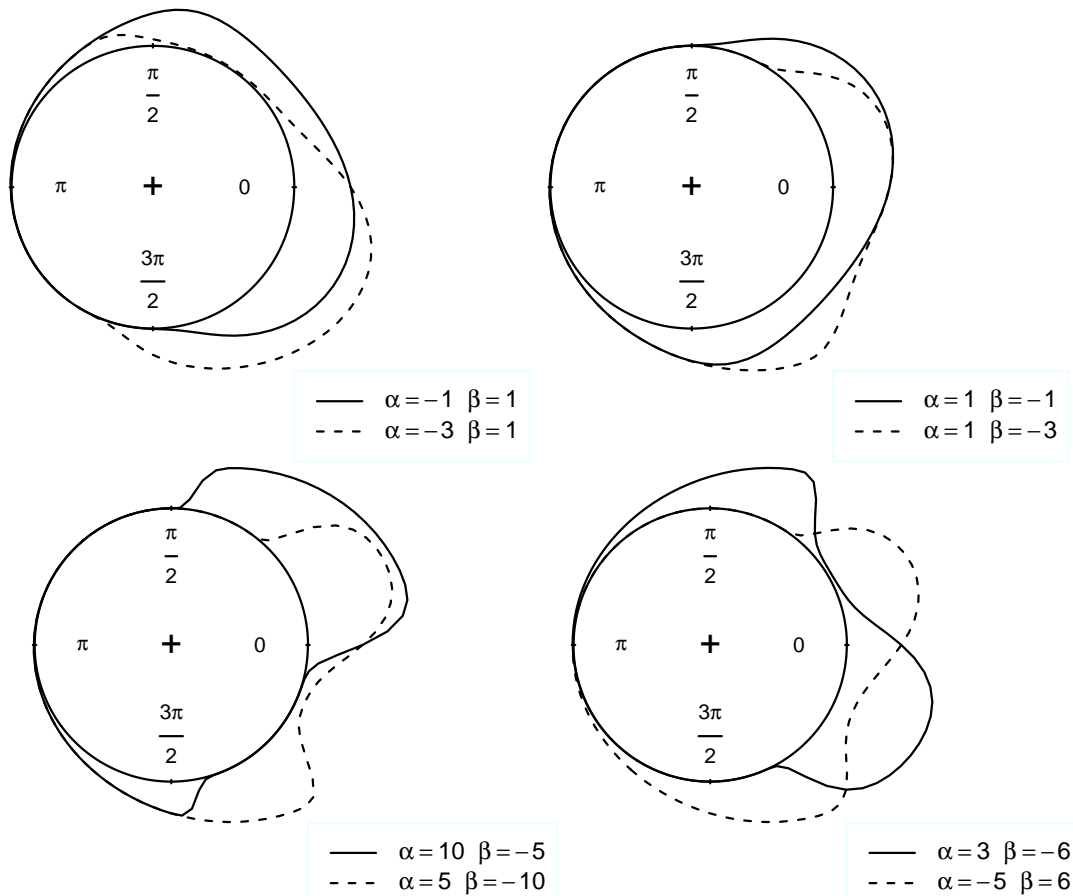 π
2
π + 0
3π
2
α = −1 β = 1
α = −3 β = 1
π
2
π + 0
3π
2
α = 1 β = −1
α = 1 β = −3
π
2
π + 0
3π
2
α = 10 β = −5
α = 5 β = −10
π
2
π + 0
3π
2
α = 3 β = −6
α = −5 β = 6